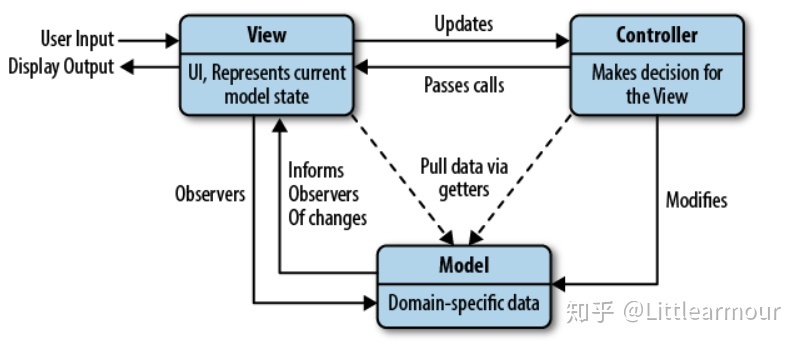 User Input
Display Output
View
UI, Represents current
model state
Updates
Passes calls
Controller
Makes decision for
the View
Observers
Informs
Observers
Of changes
Pull data via
getters
Modifies
Model
Domain-specific data
知乎 @Littlearmour